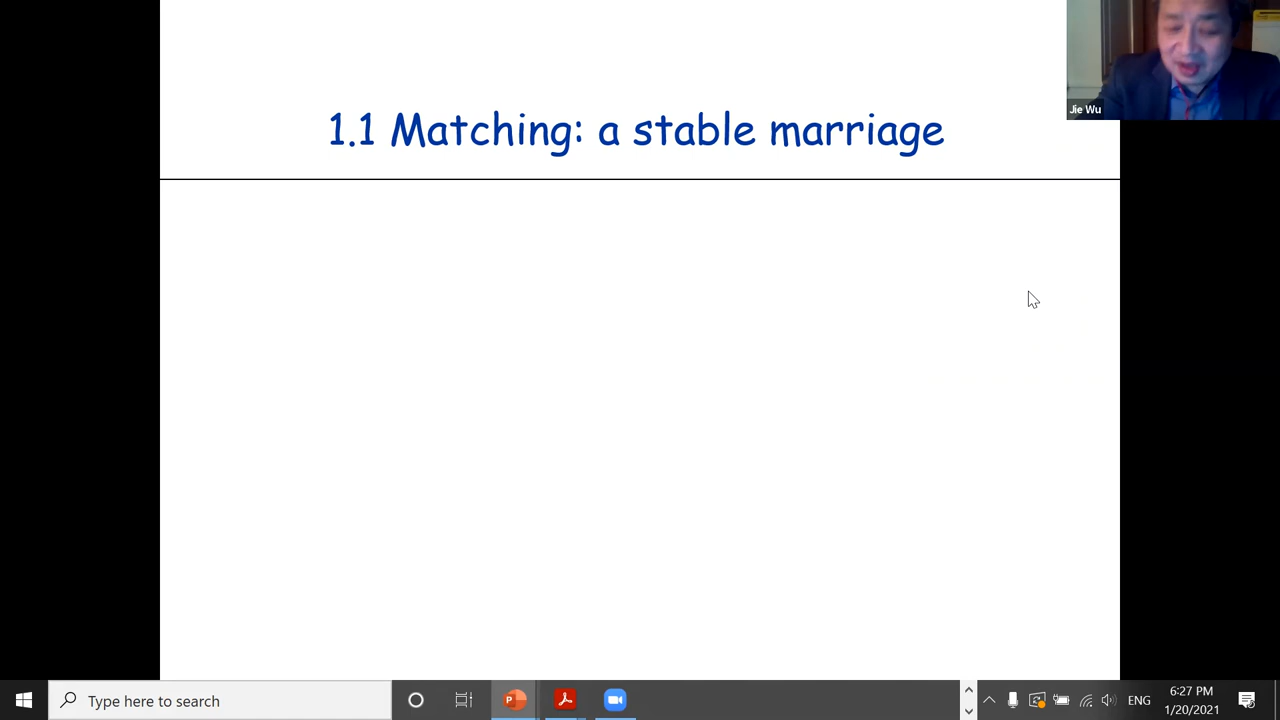 1.1 Matching: a stable marriage
Jie Wu
Type here to search
P
ENG
6:27 PM
1/20/2021